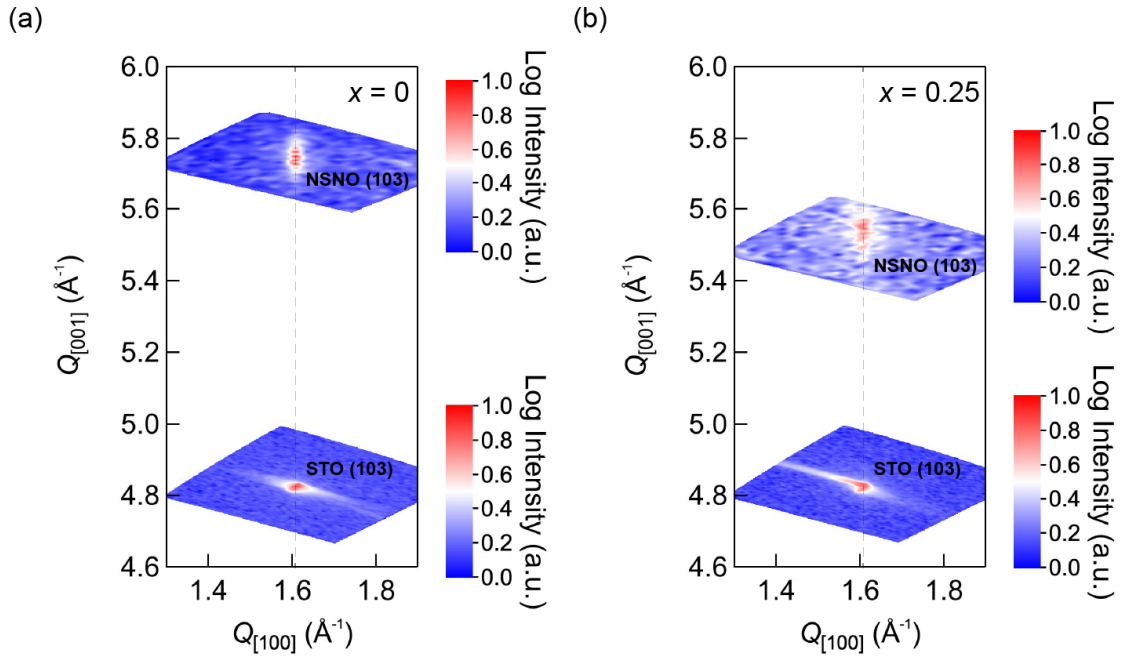 (a)
(b)
6.0
5.8
5.6
5.4
5.2
5.0
4.8
4.6
Q[001] (Å⁻¹)
1.4 1.6 1.8
Q[100] (Å⁻¹)
x = 0
NSNO (103)
STO (103)
1.0
0.8
0.6
0.4
0.2
0.0
Log Intensity (a.u.)
1.0
0.8
0.6
0.4
0.2
0.0
Log Intensity (a.u.)
6.0
5.8
5.6
5.4
5.2
5.0
4.8
4.6
Q[001] (Å⁻¹)
1.4 1.6 1.8
Q[100] (Å⁻¹)
x = 0.25
NSNO (103)
STO (103)
1.0
0.8
0.6
0.4
0.2
0.0
Log Intensity (a.u.)
1.0
0.8
0.6
0.4
0.2
0.0
Log Intensity (a.u.)